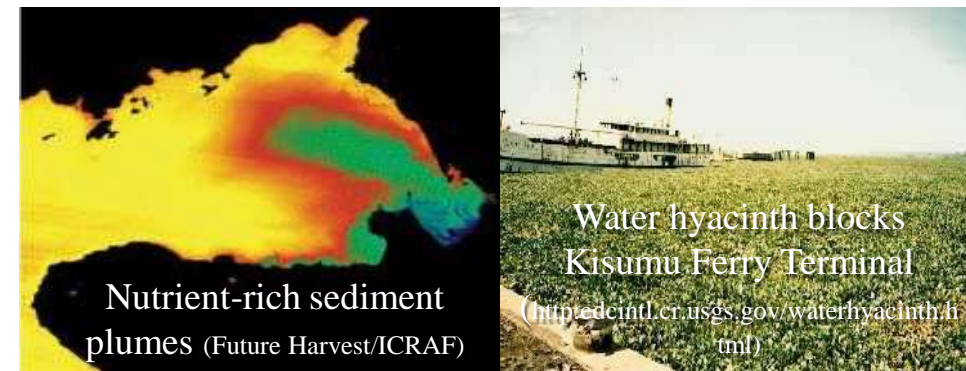 Nutrient-rich sediment
plumes (Future Harvest/ICRAF)
Water hyacinth blocks
Kisumu Ferry Terminal
(http:edcintl.cr.usgs.gov/waterhyacinth.h
tml)